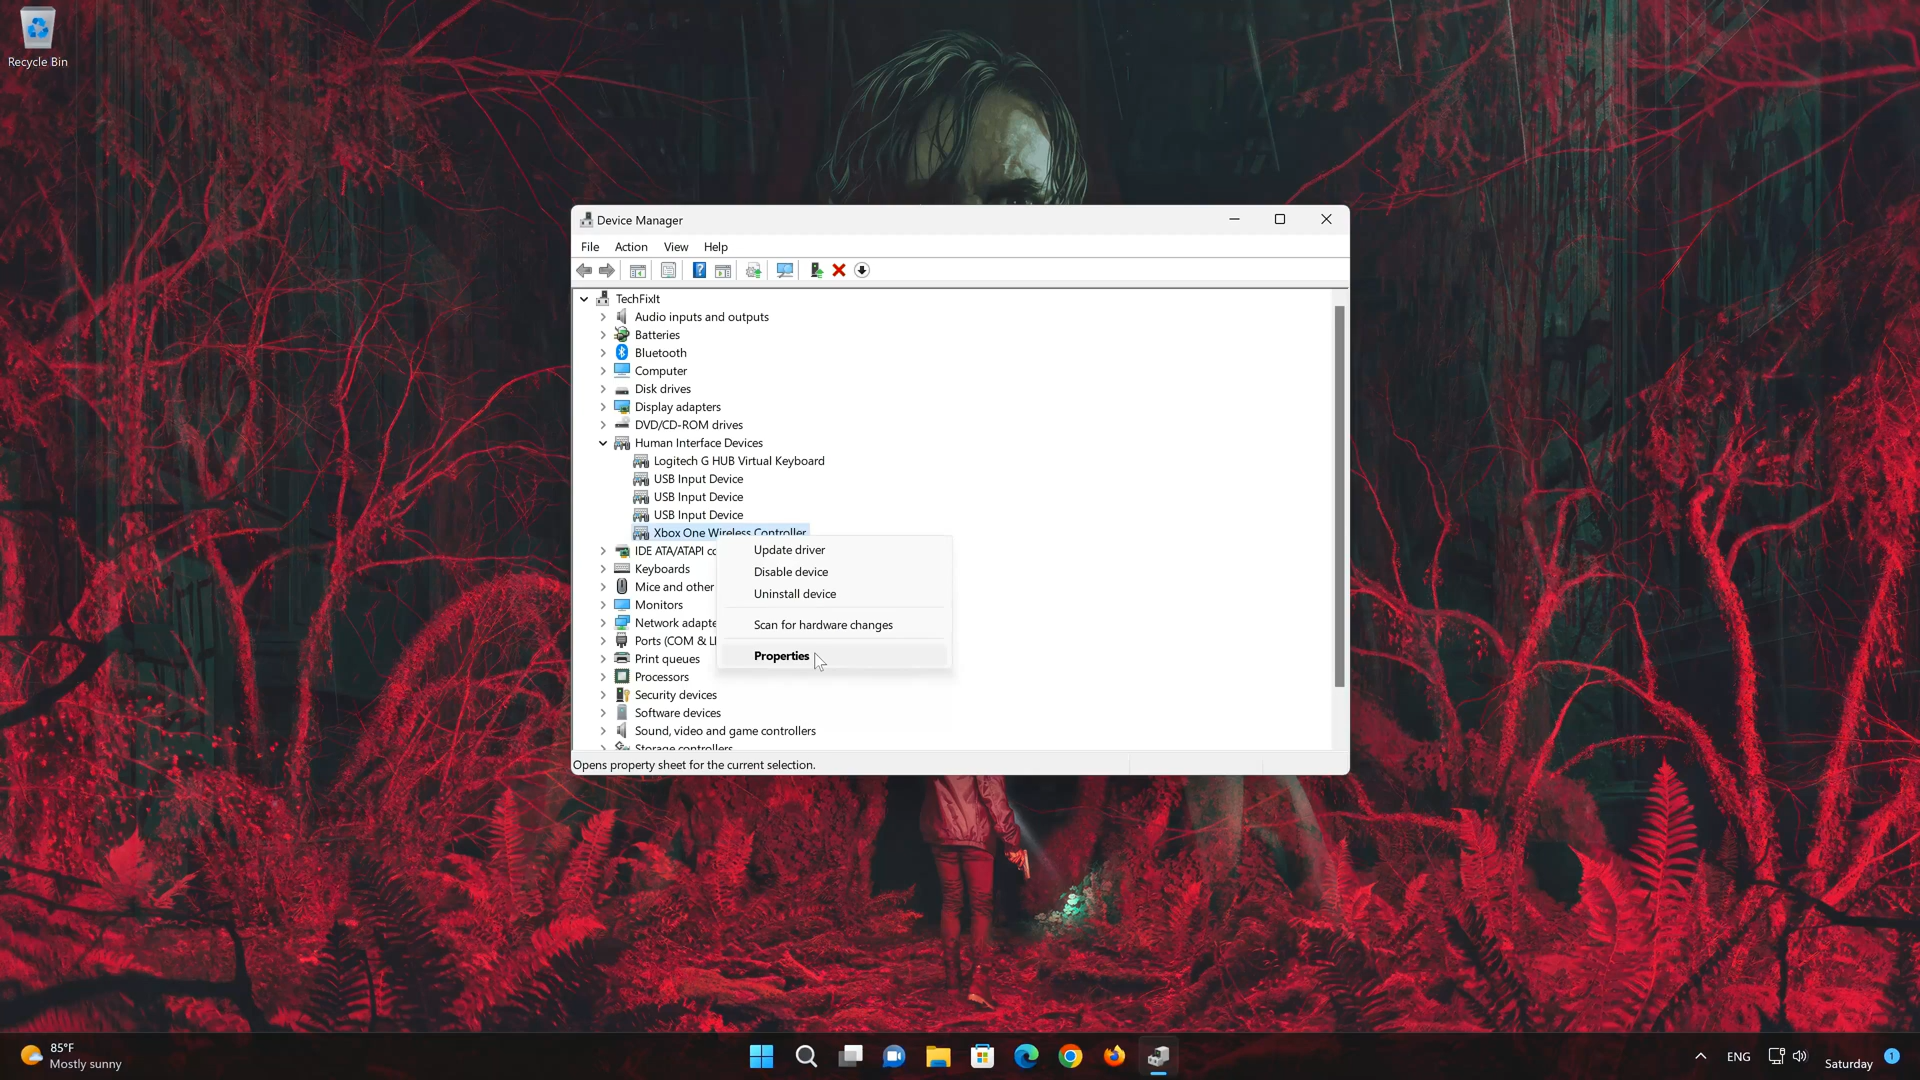 Recycle Bin
Device Manager
File Action View Help
TechFixIt
Audio inputs and outputs
Batteries
Bluetooth
Computer
Disk drives
Display adapters
DVD/CD-ROM drives
Human Interface Devices
Logitech G HUB Virtual Keyboard
USB Input Device
USB Input Device
USB Input Device
Xbox One Wireless Controller
IDE ATA/ATAPI co
Update driver
Keyboards
Disable device
Mice and other
Uninstall device
Monitors
Network adapte
Scan for hardware changes
Ports (COM & L
Print queues
Properties
Processors
Security devices
Software devices
Sound, video and game controllers
Storage controllers
Opens property sheet for the current selection.
85°F
Mostly sunny
ENG
Saturday
1